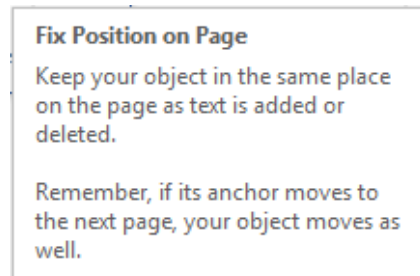 Fix Position on Page
Keep your object in the same place
on the page as text is added or
deleted.
Remember, if its anchor moves to
the next page, your object moves as
well.